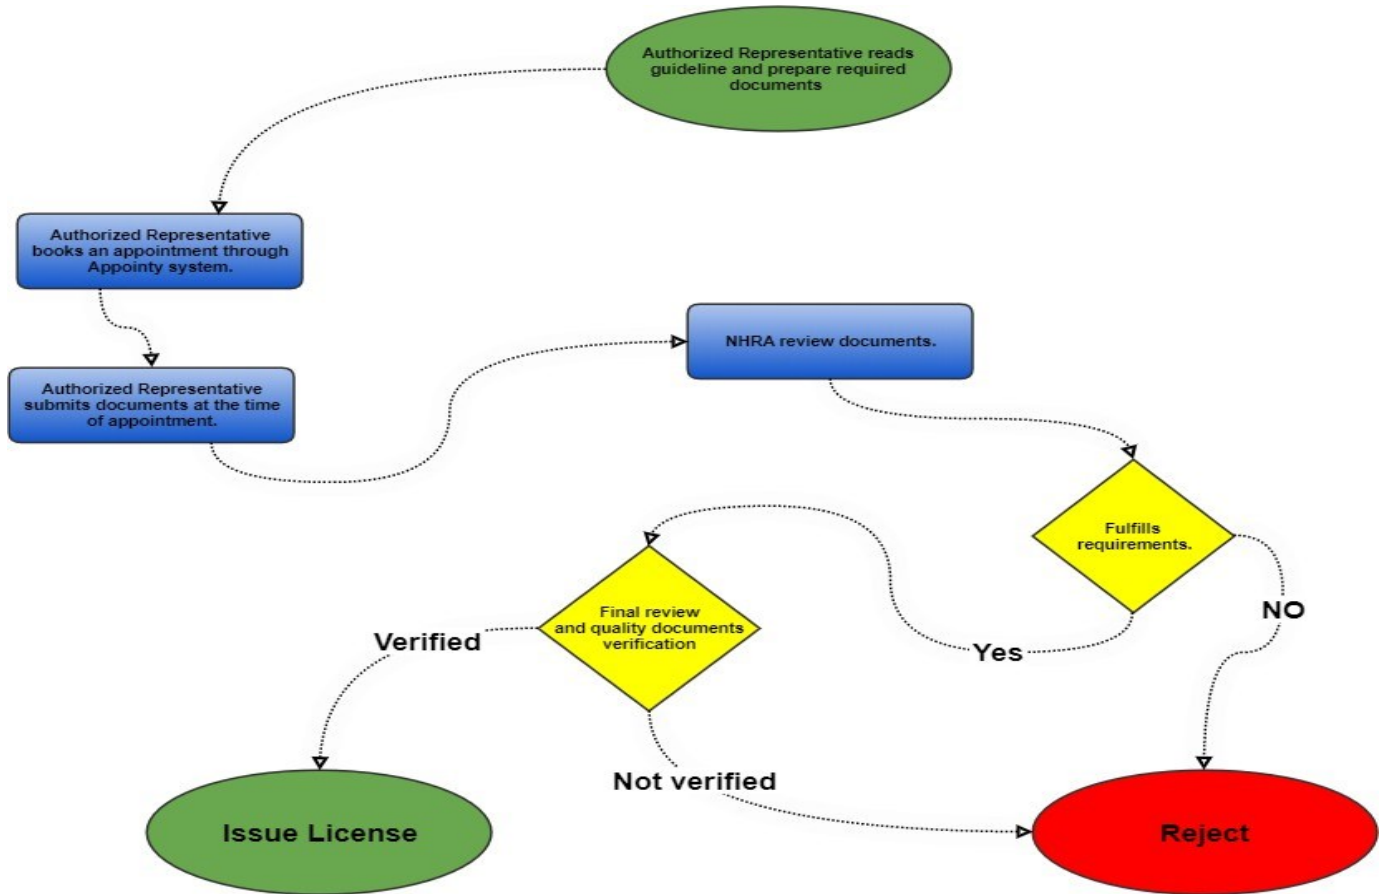 Authorized Representative reads
guideline and prepare required
documents
Authorized Representative
books an appointment through
Appointy system.
Authorized Representative
submits documents at the time
of appointment.
NHRA review documents.
Fulfills
requirements.
NO
Yes
Final review
and quality documents
verification
Verified
Not verified
Issue License
Reject